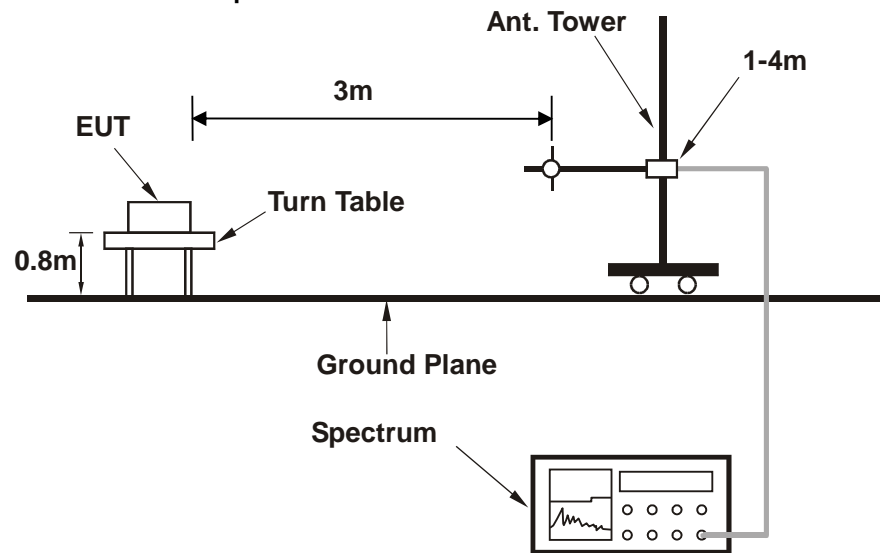 Ant. Tower
1-4m
3m
EUT
Turn Table
0.8m
Ground Plane
Spectrum